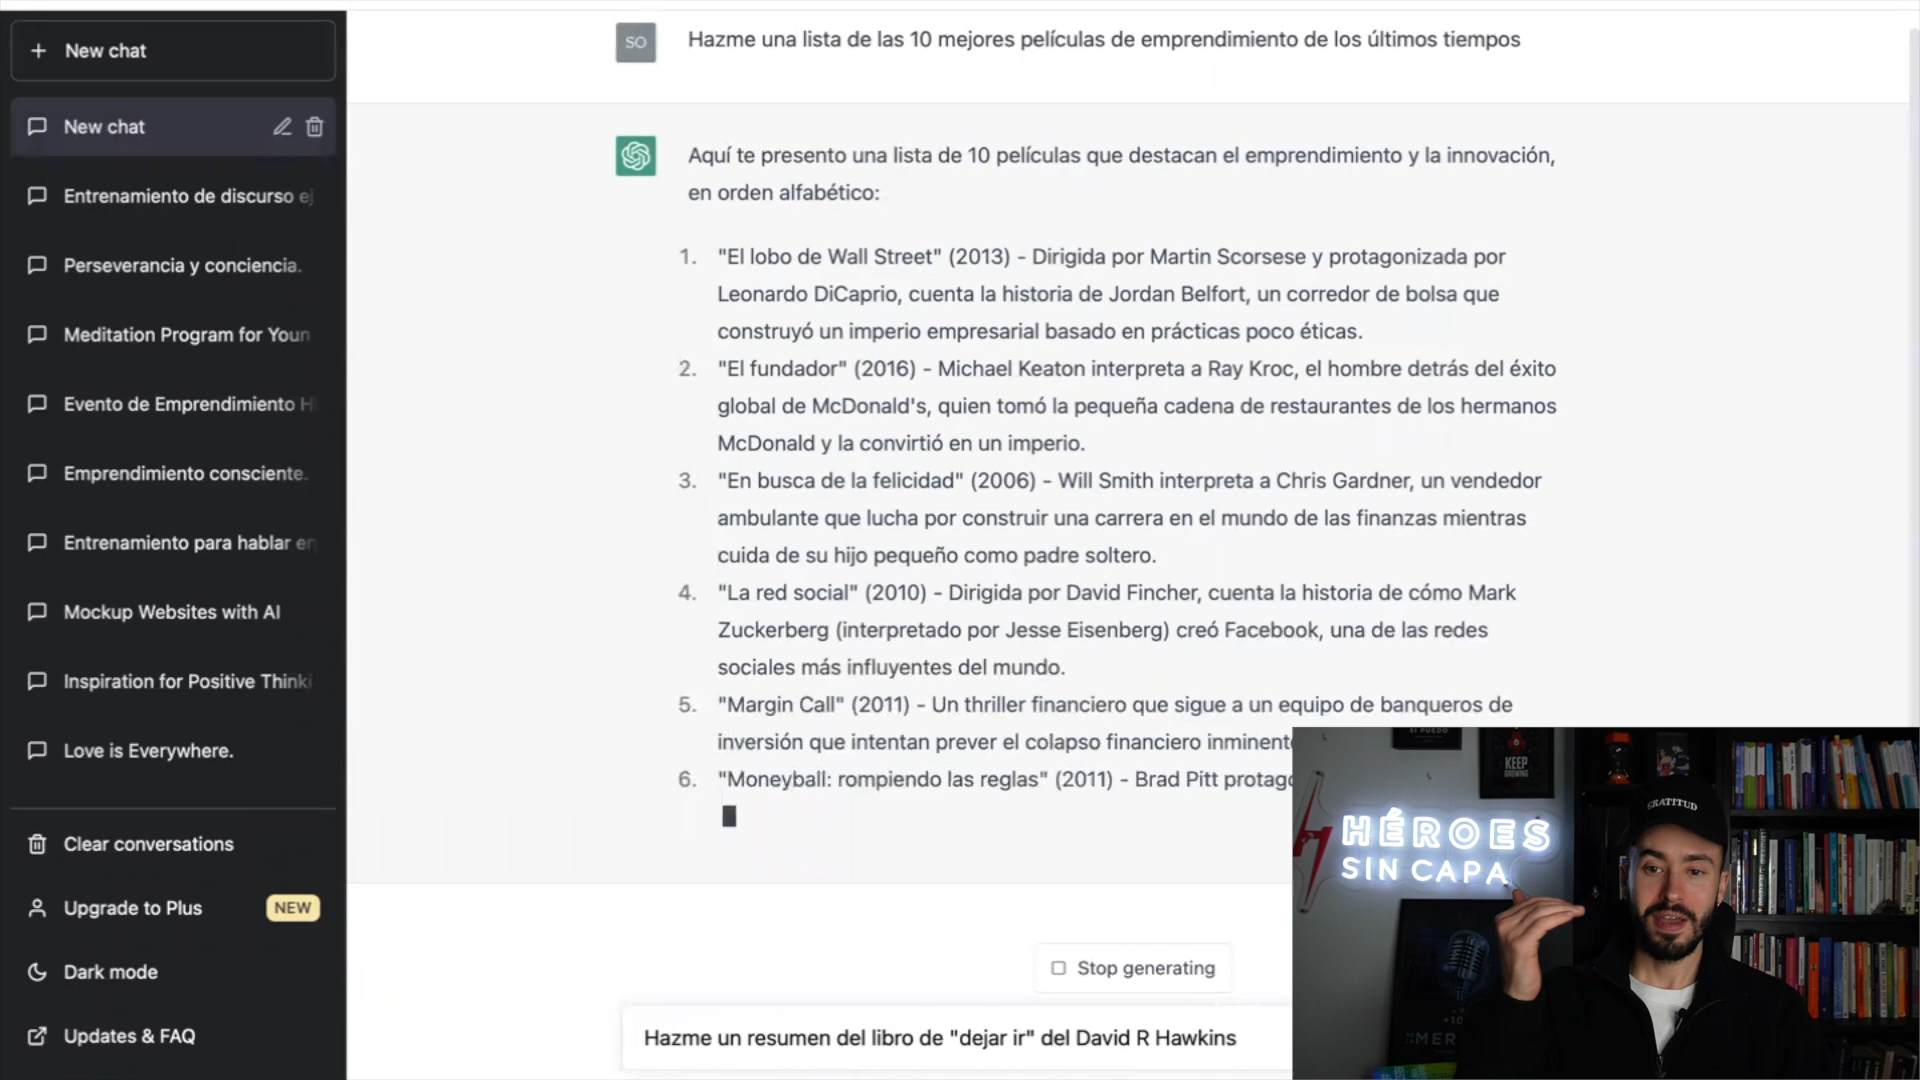 New chat
New chat
Entrenamiento de discurso ej
Perseverancia y conciencia.
Meditation Program for Youn
Evento de Emprendimiento H
Emprendimiento consciente.
Entrenamiento para hablar en
Mockup Websites with AI
Inspiration for Positive Thinki
Love is Everywhere.
Clear conversations
Upgrade to Plus NEW
Dark mode
Updates & FAQ
SO Hazme una lista de las 10 mejores películas de emprendimiento de los últimos tiempos
Aquí te presento una lista de 10 películas que destacan el emprendimiento y la innovación,
en orden alfabético:
1. "El lobo de Wall Street" (2013) - Dirigida por Martin Scorsese y protagonizada por
Leonardo DiCaprio, cuenta la historia de Jordan Belfort, un corredor de bolsa que
construyó un imperio empresarial basado en prácticas poco éticas.
2. "El fundador" (2016) - Michael Keaton interpreta a Ray Kroc, el hombre detrás del éxito
global de McDonald's, quien tomó la pequeña cadena de restaurantes de los hermanos
McDonald y la convirtió en un imperio.
3. "En busca de la felicidad" (2006) - Will Smith interpreta a Chris Gardner, un vendedor
ambulante que lucha por construir una carrera en el mundo de las finanzas mientras
cuida de su hijo pequeño como padre soltero.
4. "La red social" (2010) - Dirigida por David Fincher, cuenta la historia de cómo Mark
Zuckerberg (interpretado por Jesse Eisenberg) creó Facebook, una de las redes
sociales más influyentes del mundo.
5. "Margin Call" (2011) - Un thriller financiero que sigue a un equipo de banqueros de
inversión que intentan prever el colapso financiero inminente
6. "Moneyball: rompiendo las reglas" (2011) - Brad Pitt protago
Stop generating
Hazme un resumen del libro de "dejar ir" del David R Hawkins
SI PUEDO
KEEP
GROWING
GRATITUD
HÉROES
SIN CAPA